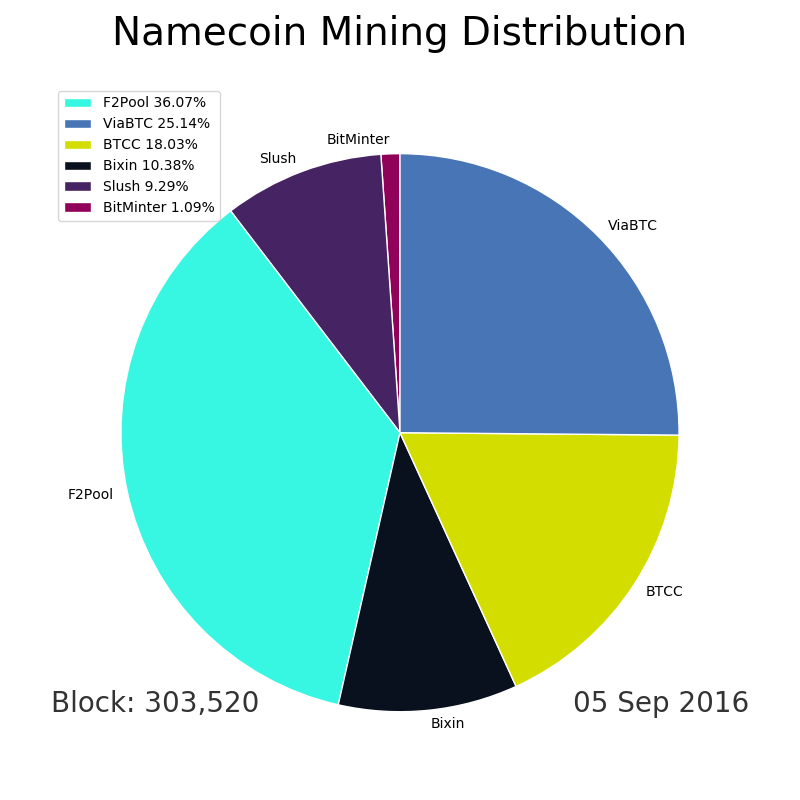 Namecoin Mining Distribution
F2Pool 36.07%
ViaBTC 25.14%
BTCC 18.03%
Bixin 10.38%
Slush 9.29%
BitMinter 1.09%
BitMinter
Slush
ViaBTC
F2Pool
BTCC
Block: 303,520
05 Sep 2016
Bixin